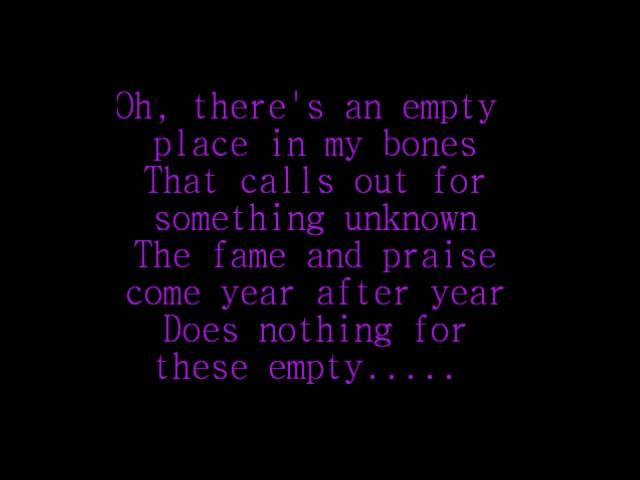 Oh, there's an empty
place in my bones
That calls out for
something unknown
The fame and praise
come year after year
Does nothing for
these empty.....